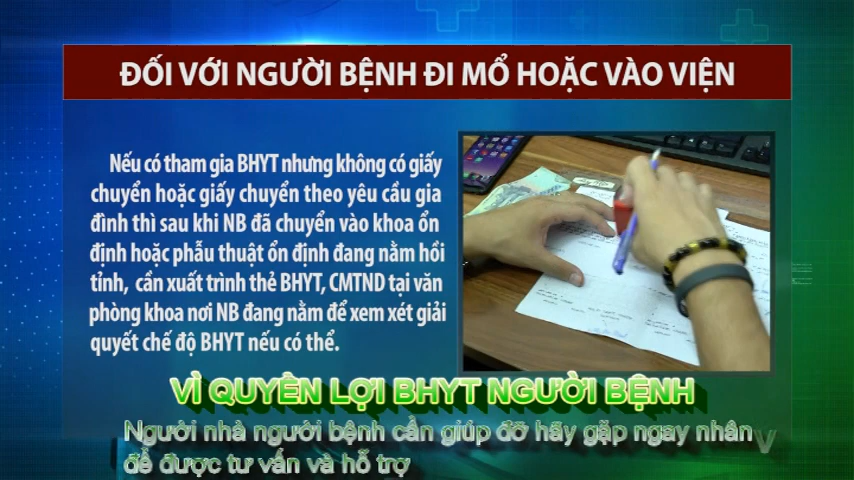 ĐỐI VỚI NGƯỜI BỆNH ĐI MỔ HOẶC VÀO VIỆN
Nếu có tham gia BHYT nhưng không có giấy
chuyển hoặc giấy chuyển theo yêu cầu gia
đình thì sau khi NB đã chuyển vào khoa ổn
định hoặc phẫu thuật ổn định đang nằm hồi
tỉnh, cần xuất trình thẻ BHYT, CMTND tại văn
phòng khoa nơi NB đang nằm để xem xét giải
quyết chế độ BHYT nếu có thể.
VÌ QUYỀN LỢI BHYT NGƯỜI BỆNH
Người nhà người bệnh cần giúp đỡ hãy gặp ngay nhân v
để được tư vấn và hỗ trợ